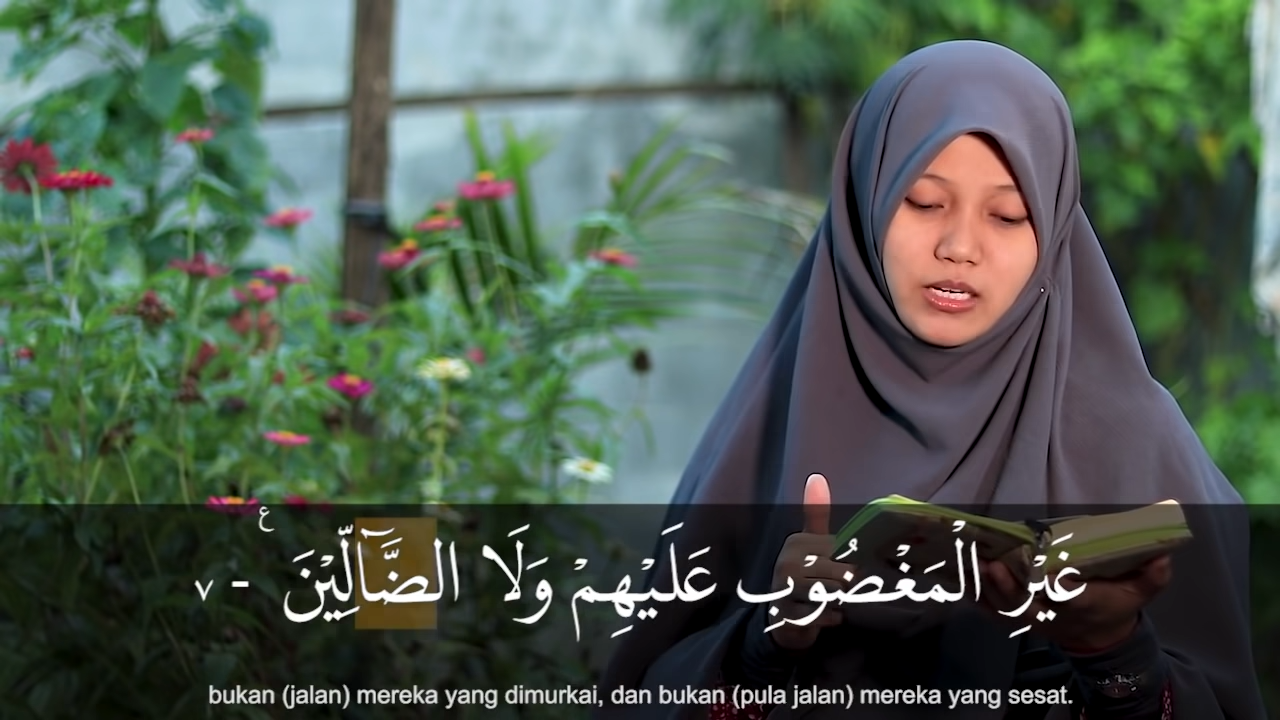 غَيْرِ الْمَغْضُوْبِ عَلَيْهِمْ وَلَا الضَّاۤلِّيْنَ ࣖ - ٧
bukan (jalan) mereka yang dimurkai, dan bukan (pula jalan) mereka yang sesat.